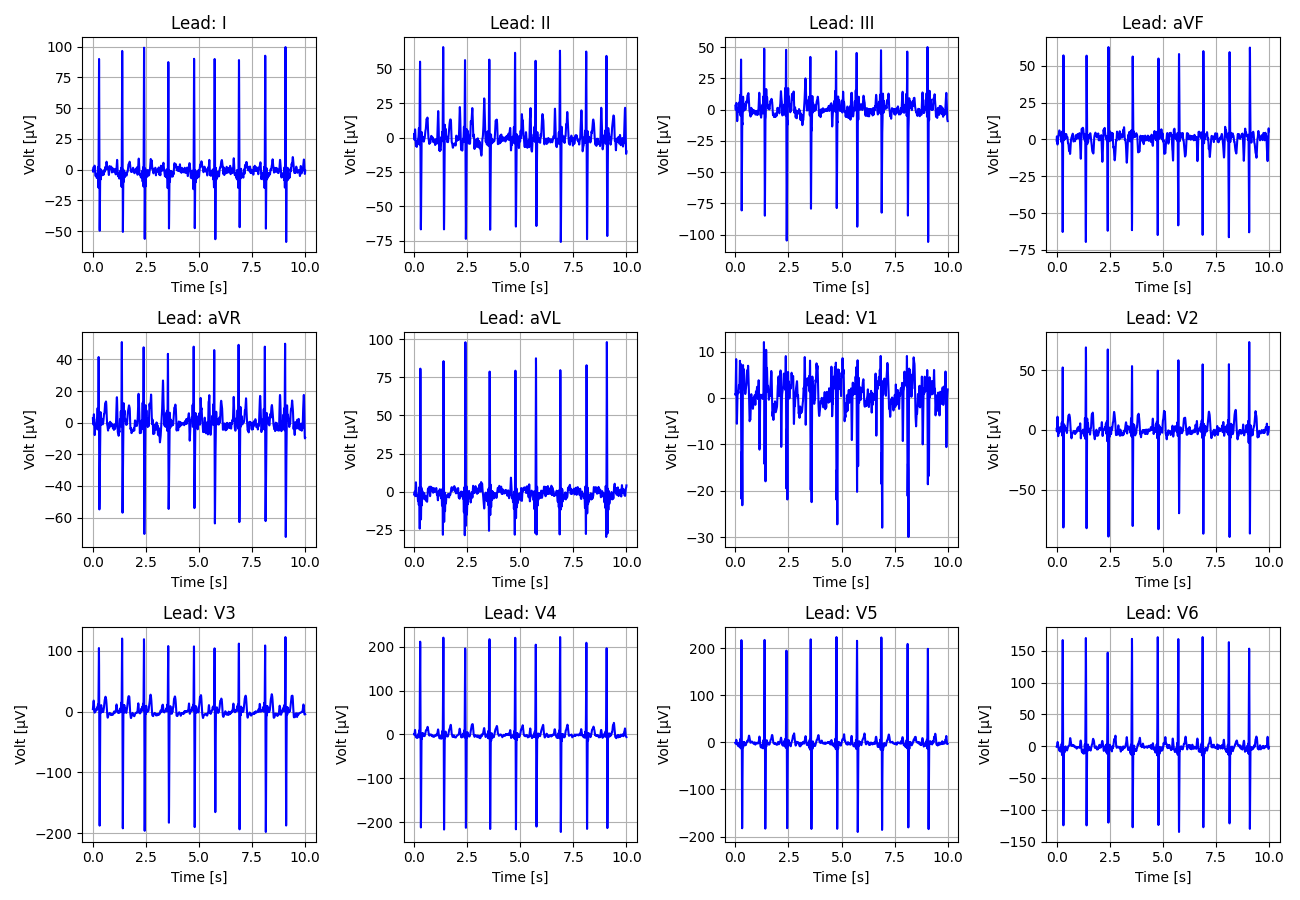 Lead: I
Lead: II
Lead: III
Lead: aVF
100
75
50
25
0
−25
−50
50
25
0
−25
−50
−75
50
25
0
−25
−50
−75
−100
50
25
0
−25
−50
−75
Volt [µV]
Volt [µV]
Volt [µV]
Volt [µV]
0.0 2.5 5.0 7.5 10.0
0.0 2.5 5.0 7.5 10.0
0.0 2.5 5.0 7.5 10.0
0.0 2.5 5.0 7.5 10.0
Time [s]
Time [s]
Time [s]
Time [s]
Lead: aVR
Lead: aVL
Lead: V1
Lead: V2
40
20
0
−20
−40
−60
100
75
50
25
0
−25
10
0
−10
−20
−30
50
0
−50
Volt [µV]
Volt [µV]
Volt [µV]
Volt [µV]
0.0 2.5 5.0 7.5 10.0
0.0 2.5 5.0 7.5 10.0
0.0 2.5 5.0 7.5 10.0
0.0 2.5 5.0 7.5 10.0
Time [s]
Time [s]
Time [s]
Time [s]
Lead: V3
Lead: V4
Lead: V5
Lead: V6
100
0
−100
−200
200
100
0
−100
−200
200
100
0
−100
−200
150
100
50
0
−50
−100
−150
Volt [µV]
Volt [µV]
Volt [µV]
Volt [µV]
0.0 2.5 5.0 7.5 10.0
0.0 2.5 5.0 7.5 10.0
0.0 2.5 5.0 7.5 10.0
0.0 2.5 5.0 7.5 10.0
Time [s]
Time [s]
Time [s]
Time [s]